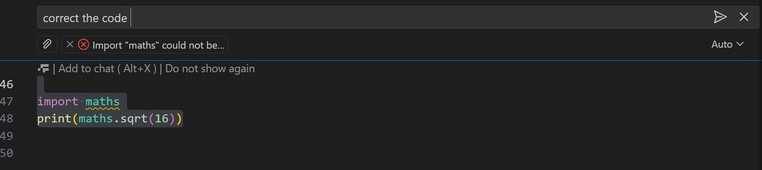 correct the code
Import "maths" could not be...
Auto
| Add to chat ( Alt+X ) | Do not show again
46
47 import maths
48 print(maths.sqrt(16))
49
50